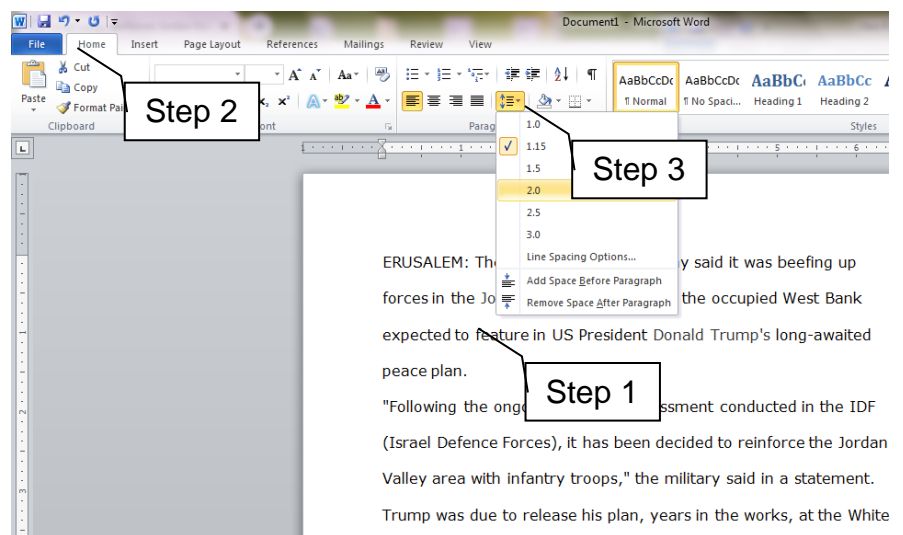 Document1 - Microsoft Word
File Home Insert Page Layout References Mailings Review View
Cut
Copy
Paste
Format Pai
Clipboard
Step 2
ont
Parag
AaBbCcDc AaBbCcDc AaBbC AaBbCc
¶ Normal ¶ No Spaci... Heading 1 Heading 2
Styles
1.0
1.15
1.5
2.0
2.5
3.0
Line Spacing Options...
Add Space Before Paragraph
Remove Space After Paragraph
Step 3
ERUSALEM: Th y said it was beefing up
forces in the Jo the occupied West Bank
expected to feature in US President Donald Trump's long-awaited
peace plan.
Step 1
"Following the ongo ssment conducted in the IDF
(Israel Defence Forces), it has been decided to reinforce the Jordan
Valley area with infantry troops," the military said in a statement.
Trump was due to release his plan, years in the works, at the White